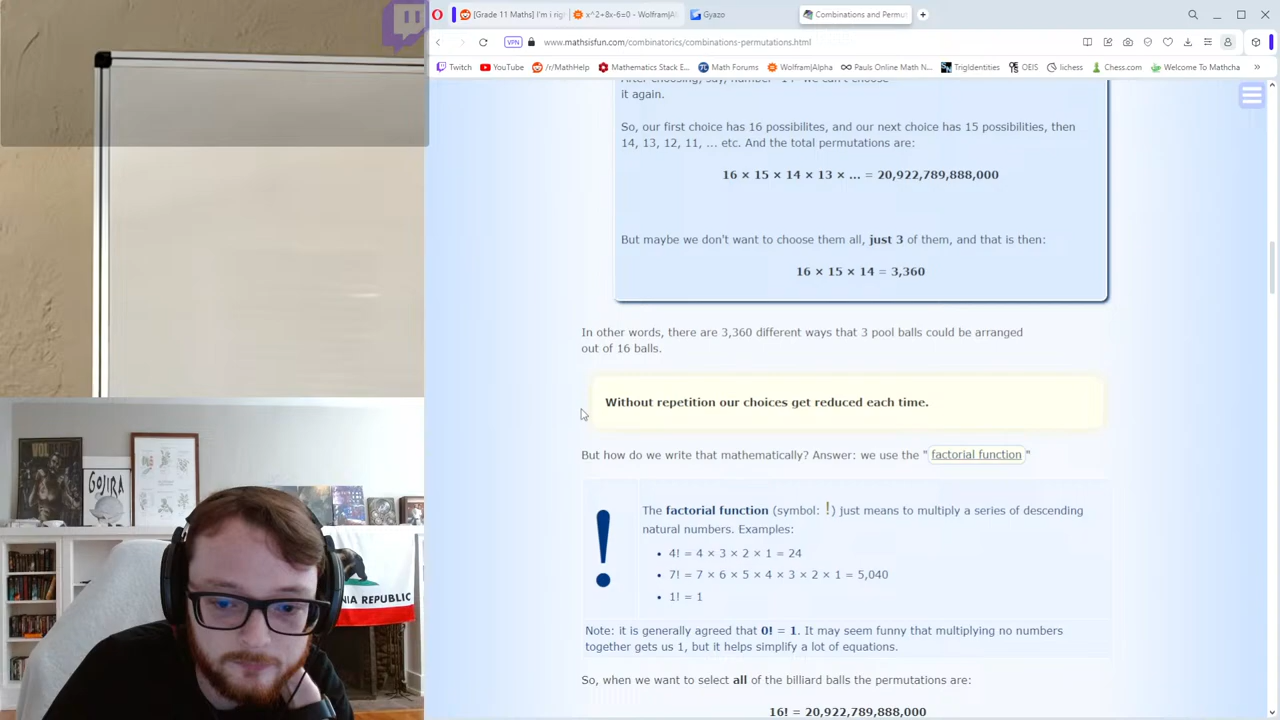 [Grade 11 Maths] I'm i rig
x^2+8x-6=0 - Wolfram|Al
Gyazo
Combinations and Permut
www.mathsisfun.com/combinatorics/combinations-permutations.html
VPN
Twitch
YouTube
/r/MathHelp
Mathematics Stack E...
Math Forums
Wolfram|Alpha
Pauls Online Math N...
TrigIdentities
OEIS
lichess
Chess.com
Welcome To Mathcha
it again.
So, our first choice has 16 possibilites, and our next choice has 15 possibilities, then
14, 13, 12, 11, ... etc. And the total permutations are:
16 × 15 × 14 × 13 × ... = 20,922,789,888,000
But maybe we don't want to choose them all, just 3 of them, and that is then:
16 × 15 × 14 = 3,360
In other words, there are 3,360 different ways that 3 pool balls could be arranged
out of 16 balls.
Without repetition our choices get reduced each time.
But how do we write that mathematically? Answer: we use the "factorial function"
!
The factorial function (symbol: !) just means to multiply a series of descending
natural numbers. Examples:
• 4! = 4 × 3 × 2 × 1 = 24
• 7! = 7 × 6 × 5 × 4 × 3 × 2 × 1 = 5,040
• 1! = 1
Note: it is generally agreed that 0! = 1. It may seem funny that multiplying no numbers
together gets us 1, but it helps simplify a lot of equations.
So, when we want to select all of the billiard balls the permutations are:
16! = 20,922,789,888,000
GOJIRA
NIA REPUBLIC